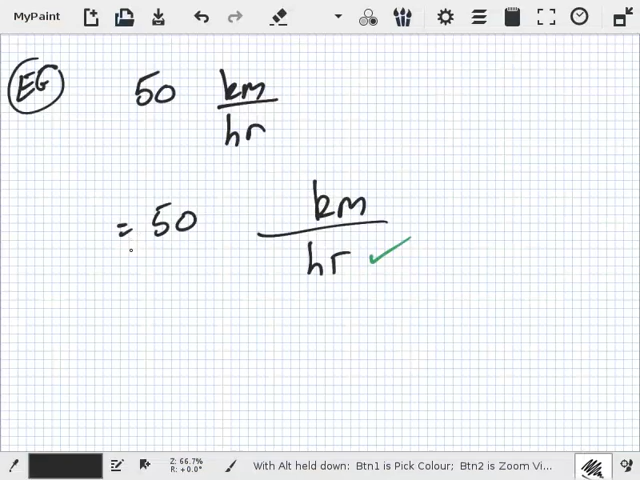 MyPaint
EG 50 km/hr
= 50 km/hr ✓
Z: 66.7%
R: +0.0°
With Alt held down: Btn1 is Pick Colour; Btn2 is Zoom Vi...